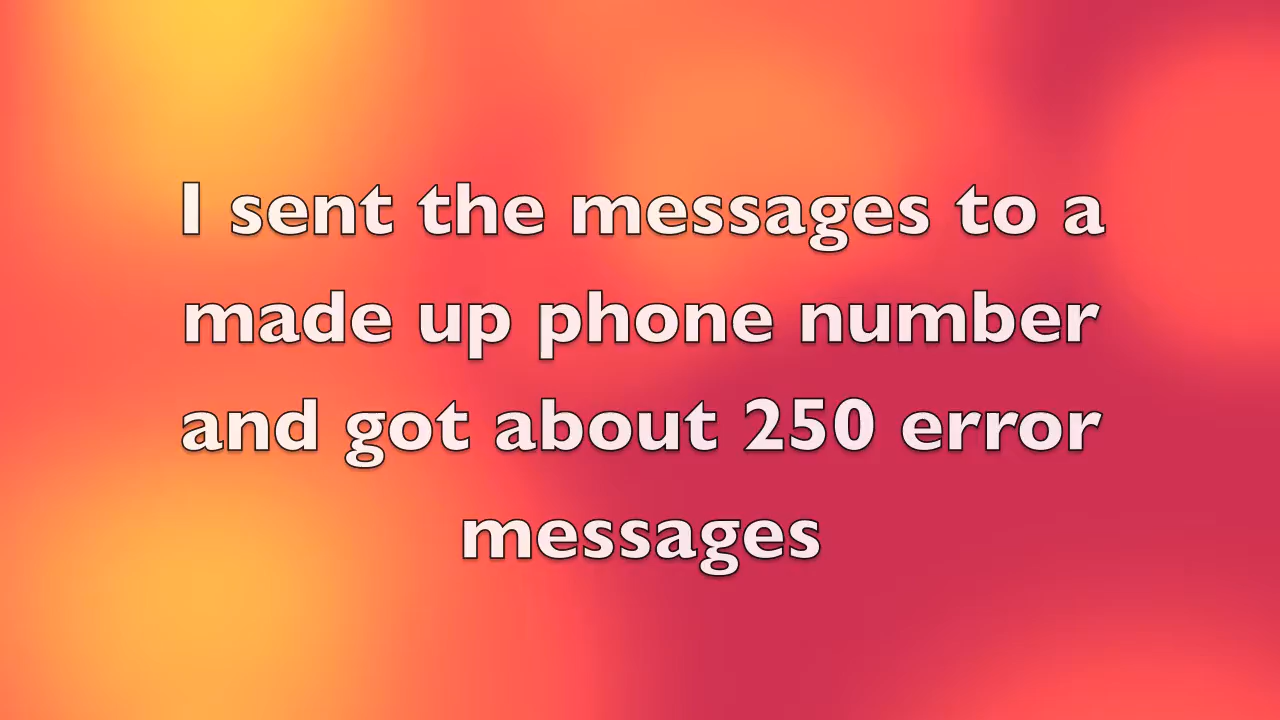 I sent the messages to a
made up phone number
and got about 250 error
messages